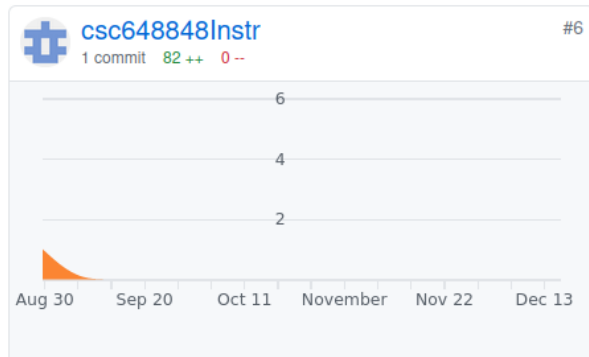 csc648848Instr #6
1 commit 82 ++ 0 --
6
4
2
Aug 30 Sep 20 Oct 11 November Nov 22 Dec 13